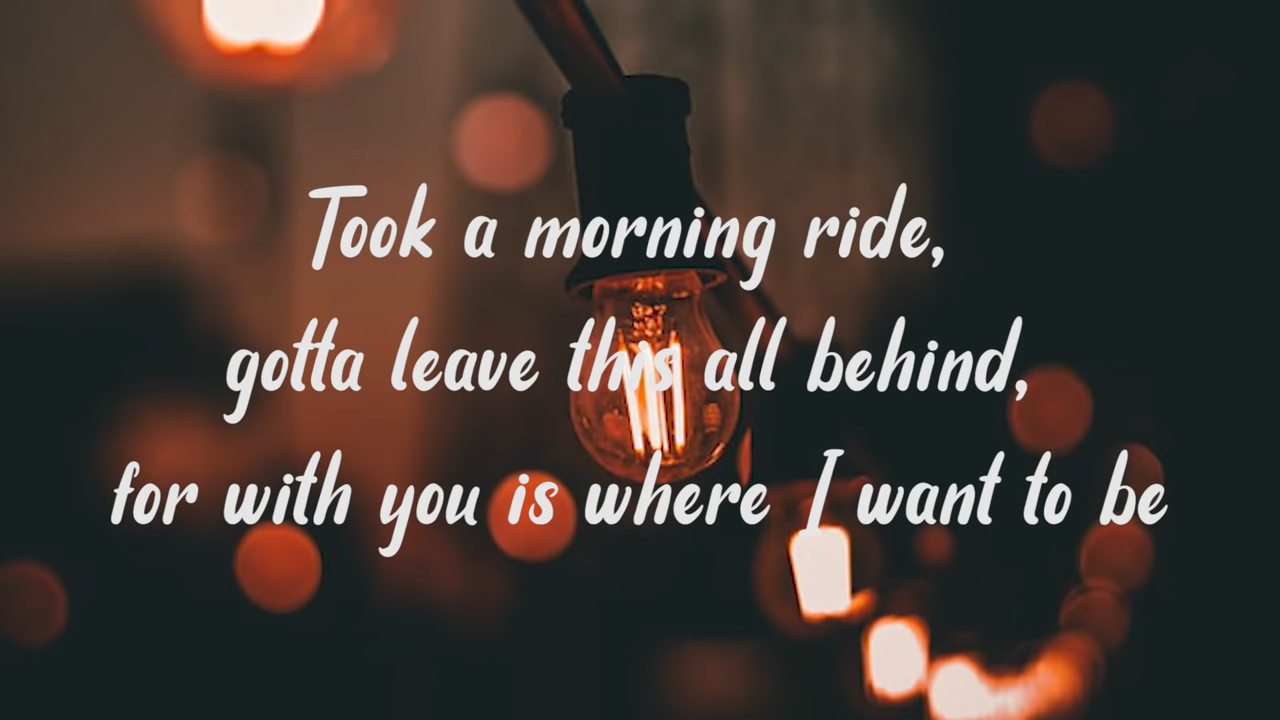 Took a morning ride,
gotta leave this all behind,
for with you is where I want to be